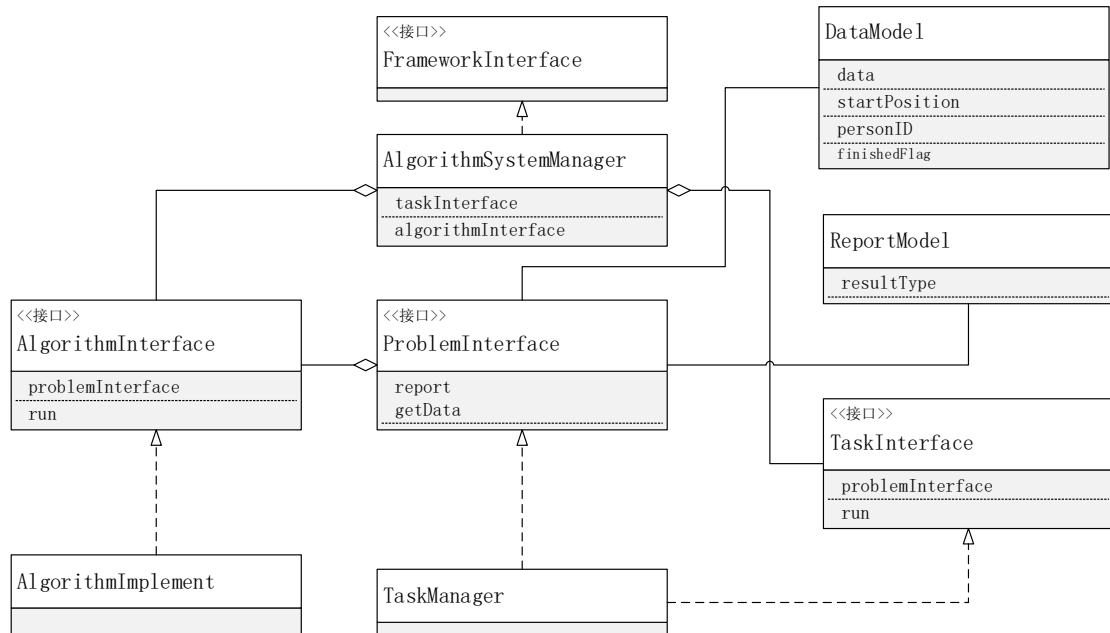 <<接口>>
FrameworkInterface
DataModel
data
startPosition
personID
finishedFlag
AlgorithmSystemManager
taskInterface
algorithmInterface
ReportModel
resultType
<<接口>>
AlgorithmInterface
problemInterface
run
<<接口>>
ProblemInterface
report
getData
<<接口>>
TaskInterface
problemInterface
run
AlgorithmImplement
TaskManager